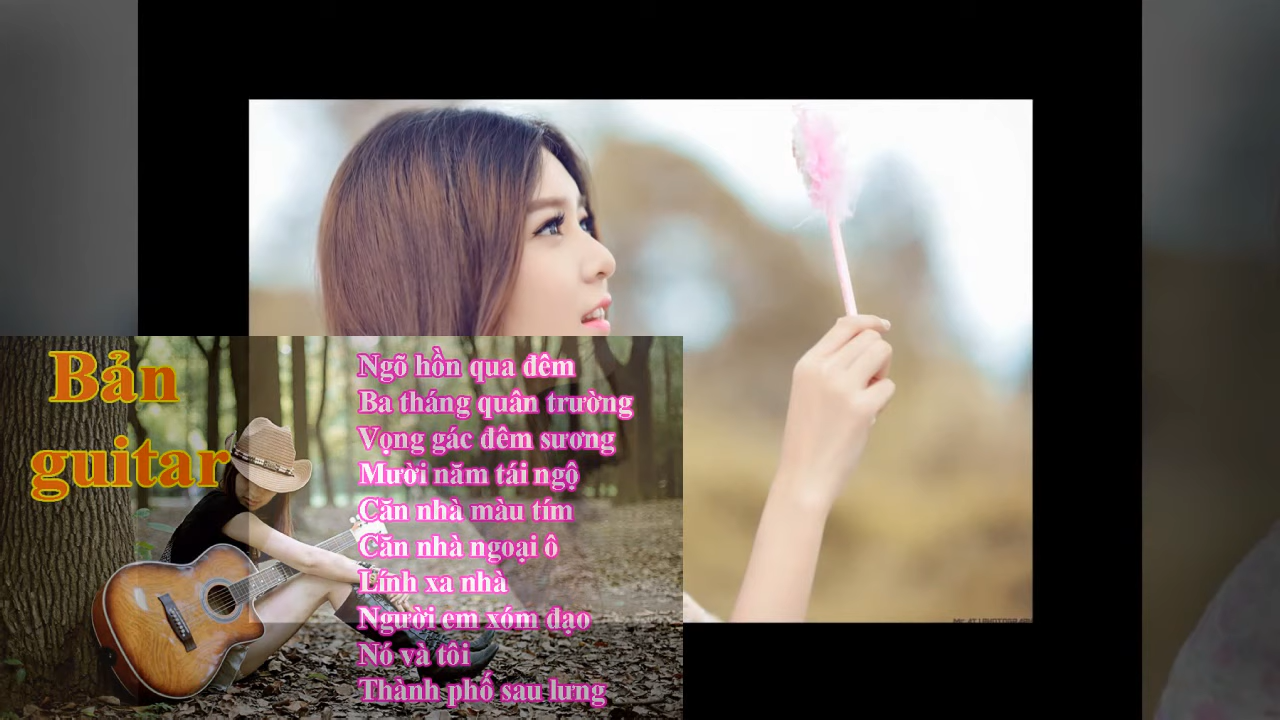 Bản
guitar
Ngõ hồn qua đêm
Ba tháng quân trường
Vọng gác đêm sương
Mười năm tái ngộ
Căn nhà màu tím
Căn nhà ngoại ô
Lính xa nhà
Người em xóm đạo
Nó và tôi
Thành phố sau lưng